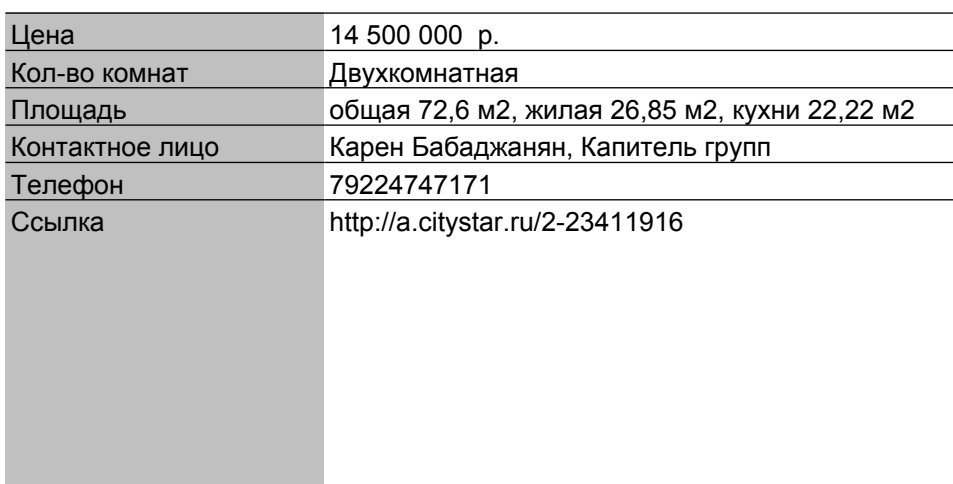 Цена 14 500 000 р.
Кол-во комнат Двухкомнатная
Площадь общая 72,6 м2, жилая 26,85 м2, кухни 22,22 м2
Контактное лицо Карен Бабаджанян, Капитель групп
Телефон 79224747171
Ссылка http://a.citystar.ru/2-23411916